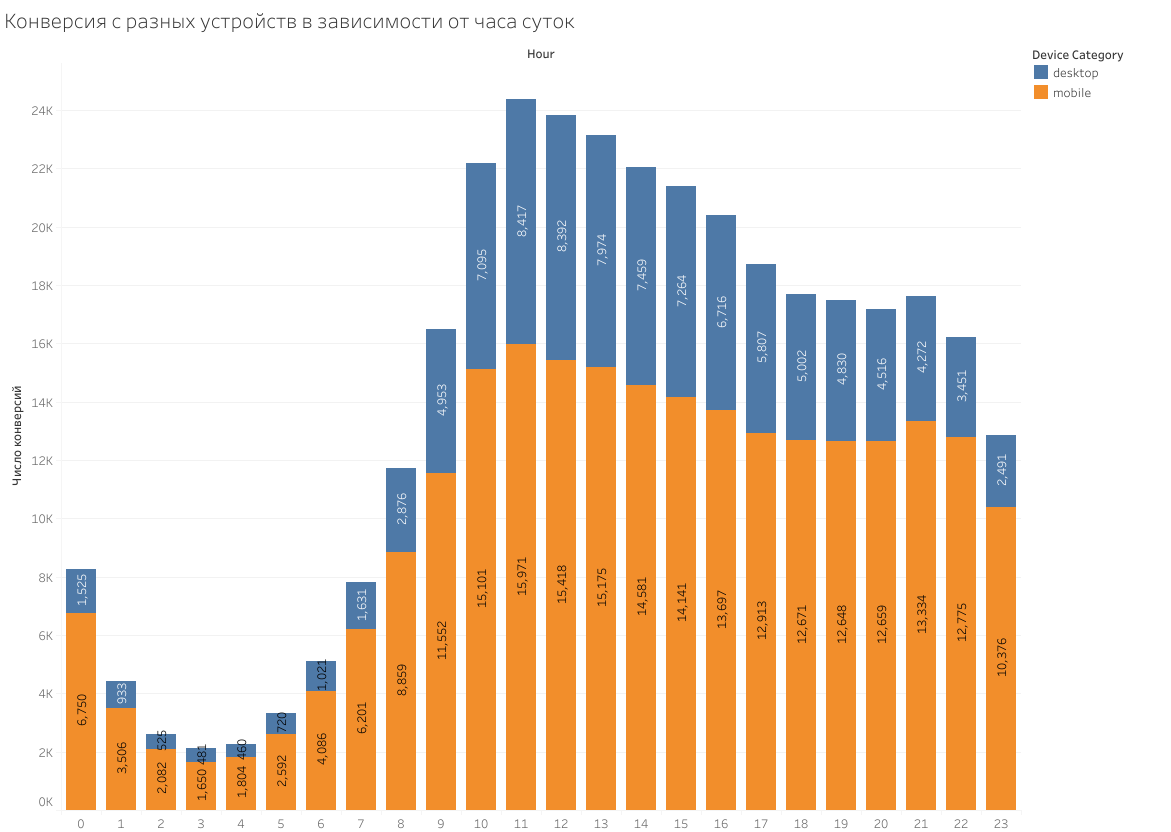 Конверсия с разных устройств в зависимости от часа суток
Hour
Device Category
desktop
mobile
Число конверсий
24K
22K
20K
18K
16K
14K
12K
10K
8K
6K
4K
2K
0K
1,525
6,750
933
3,506
525
2,082
481
1,650
460
1,804
720
2,592
1,021
4,086
1,631
6,201
2,876
8,859
4,953
11,552
7,095
15,101
8,417
15,971
8,392
15,418
7,974
15,175
7,459
14,581
7,264
14,141
6,716
13,697
5,807
12,913
5,002
12,671
4,830
12,648
4,516
12,659
4,272
13,334
3,451
12,775
2,491
10,376
0 1 2 3 4 5 6 7 8 9 10 11 12 13 14 15 16 17 18 19 20 21 22 23